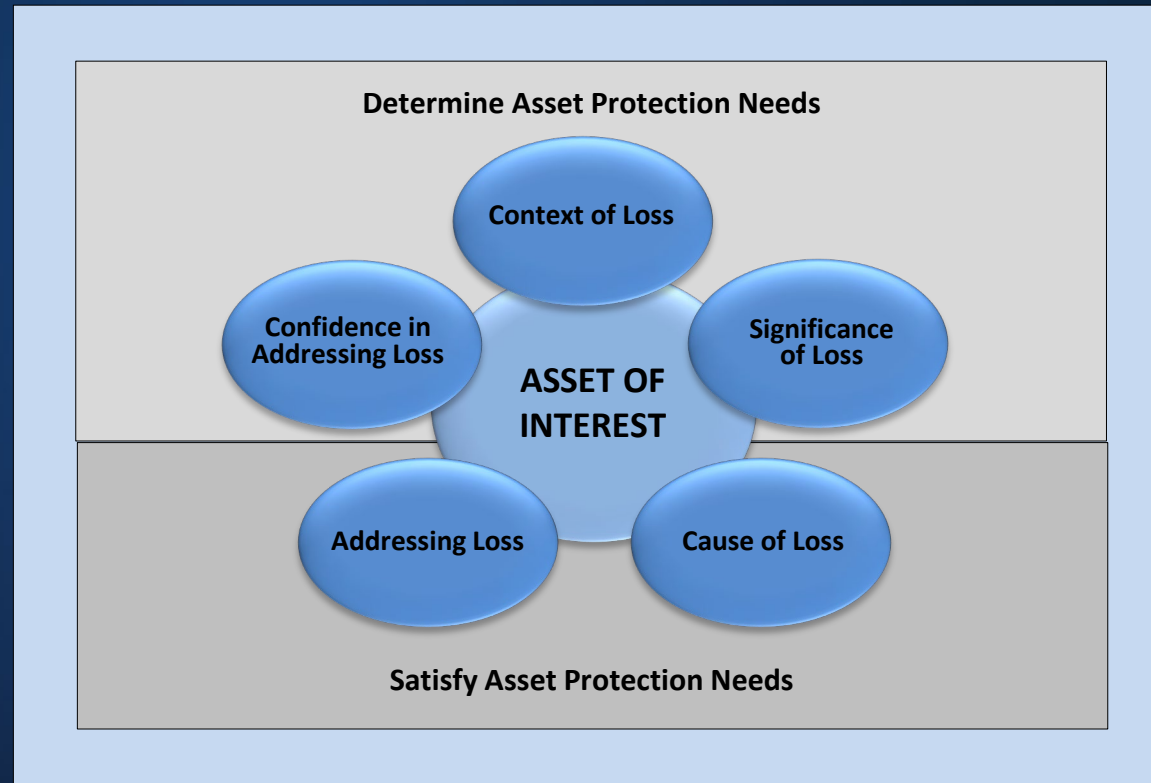 Determine Asset Protection Needs
Context of Loss
Confidence in
Addressing Loss
Significance
of Loss
ASSET OF
INTEREST
Addressing Loss
Cause of Loss
Satisfy Asset Protection Needs